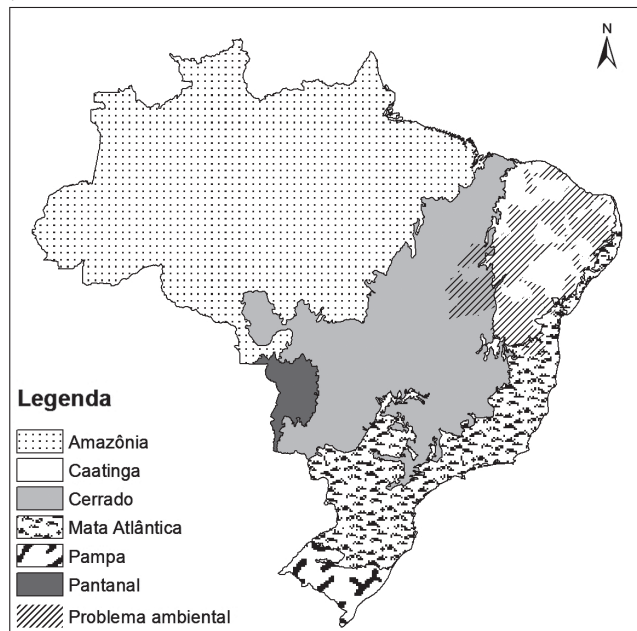 N
Legenda
Amazônia
Caatinga
Cerrado
Mata Atlântica
Pampa
Pantanal
Problema ambiental